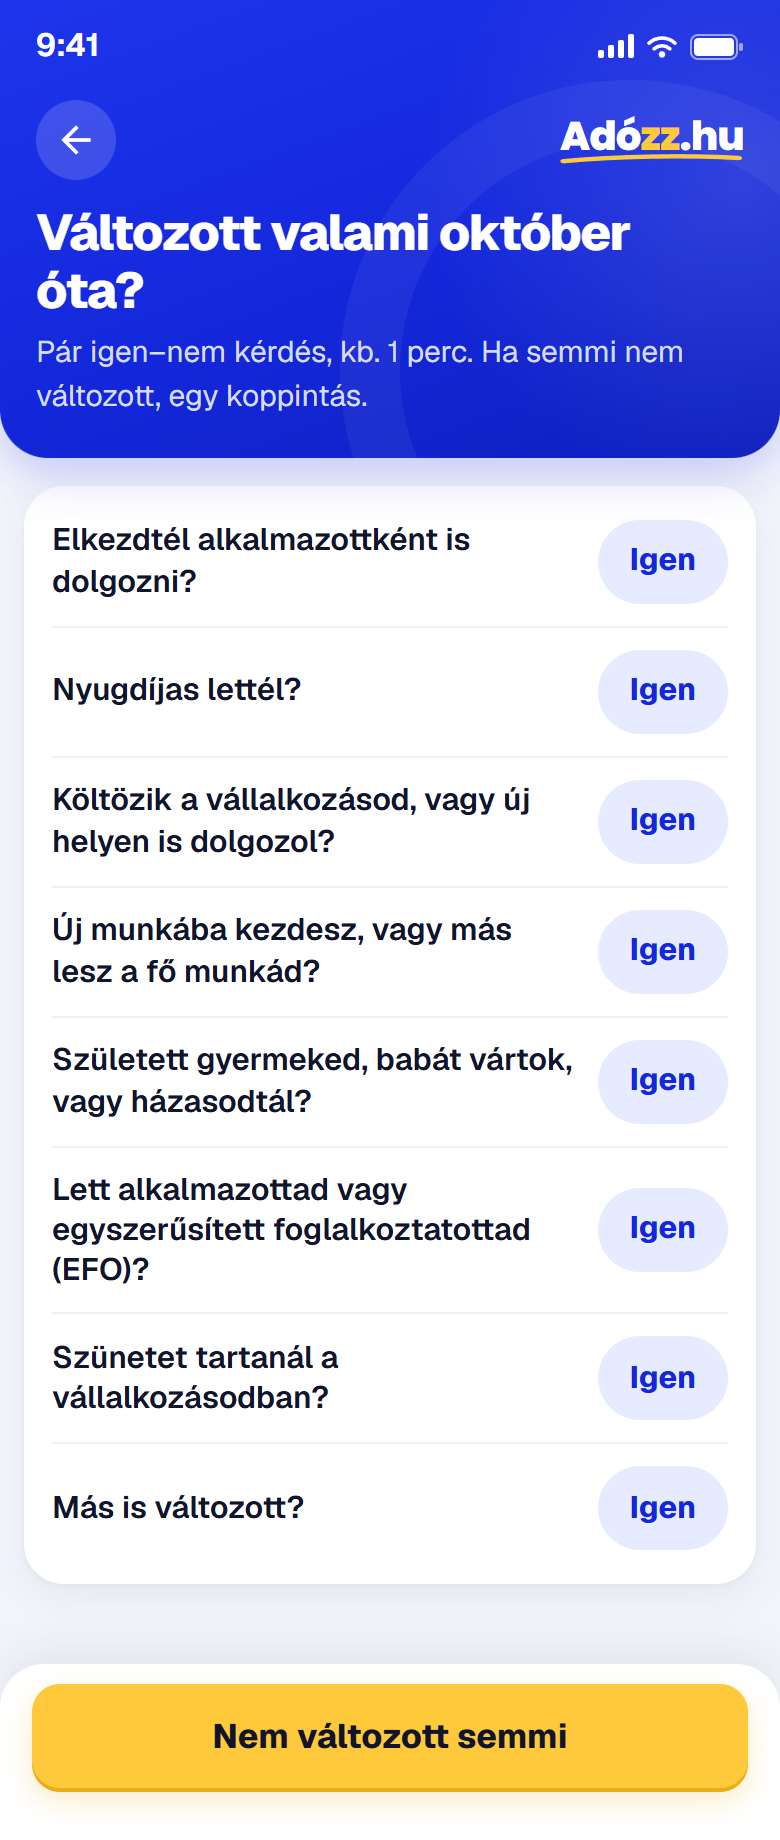 9:41
Adózz.hu
Változott valami október
óta?
Pár igen–nem kérdés, kb. 1 perc. Ha semmi nem
változott, egy koppintás.
Elkezdtél alkalmazottként is
dolgozni?
Igen
Nyugdíjas lettél?
Igen
Költözik a vállalkozásod, vagy új
helyen is dolgozol?
Igen
Új munkába kezdesz, vagy más
lesz a fő munkád?
Igen
Született gyermeked, babát vártok,
vagy házasodtál?
Igen
Lett alkalmazottad vagy
egyszerűsített foglalkoztatottad
(EFO)?
Igen
Szünetet tartanál a
vállalkozásodban?
Igen
Más is változott?
Igen
Nem változott semmi